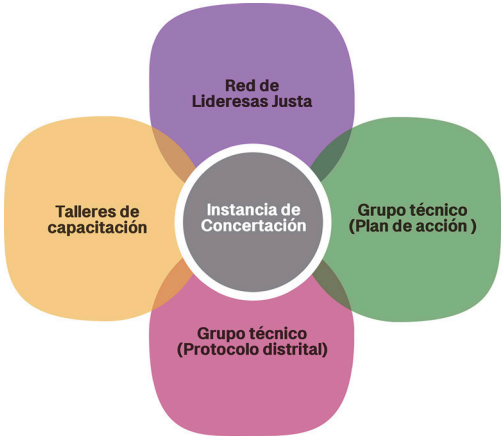 Red de
Lideresas Justa
Talleres de
capacitación
Instancia de
Concertación
Grupo técnico
(Plan de acción )
Grupo técnico
(Protocolo distrital)